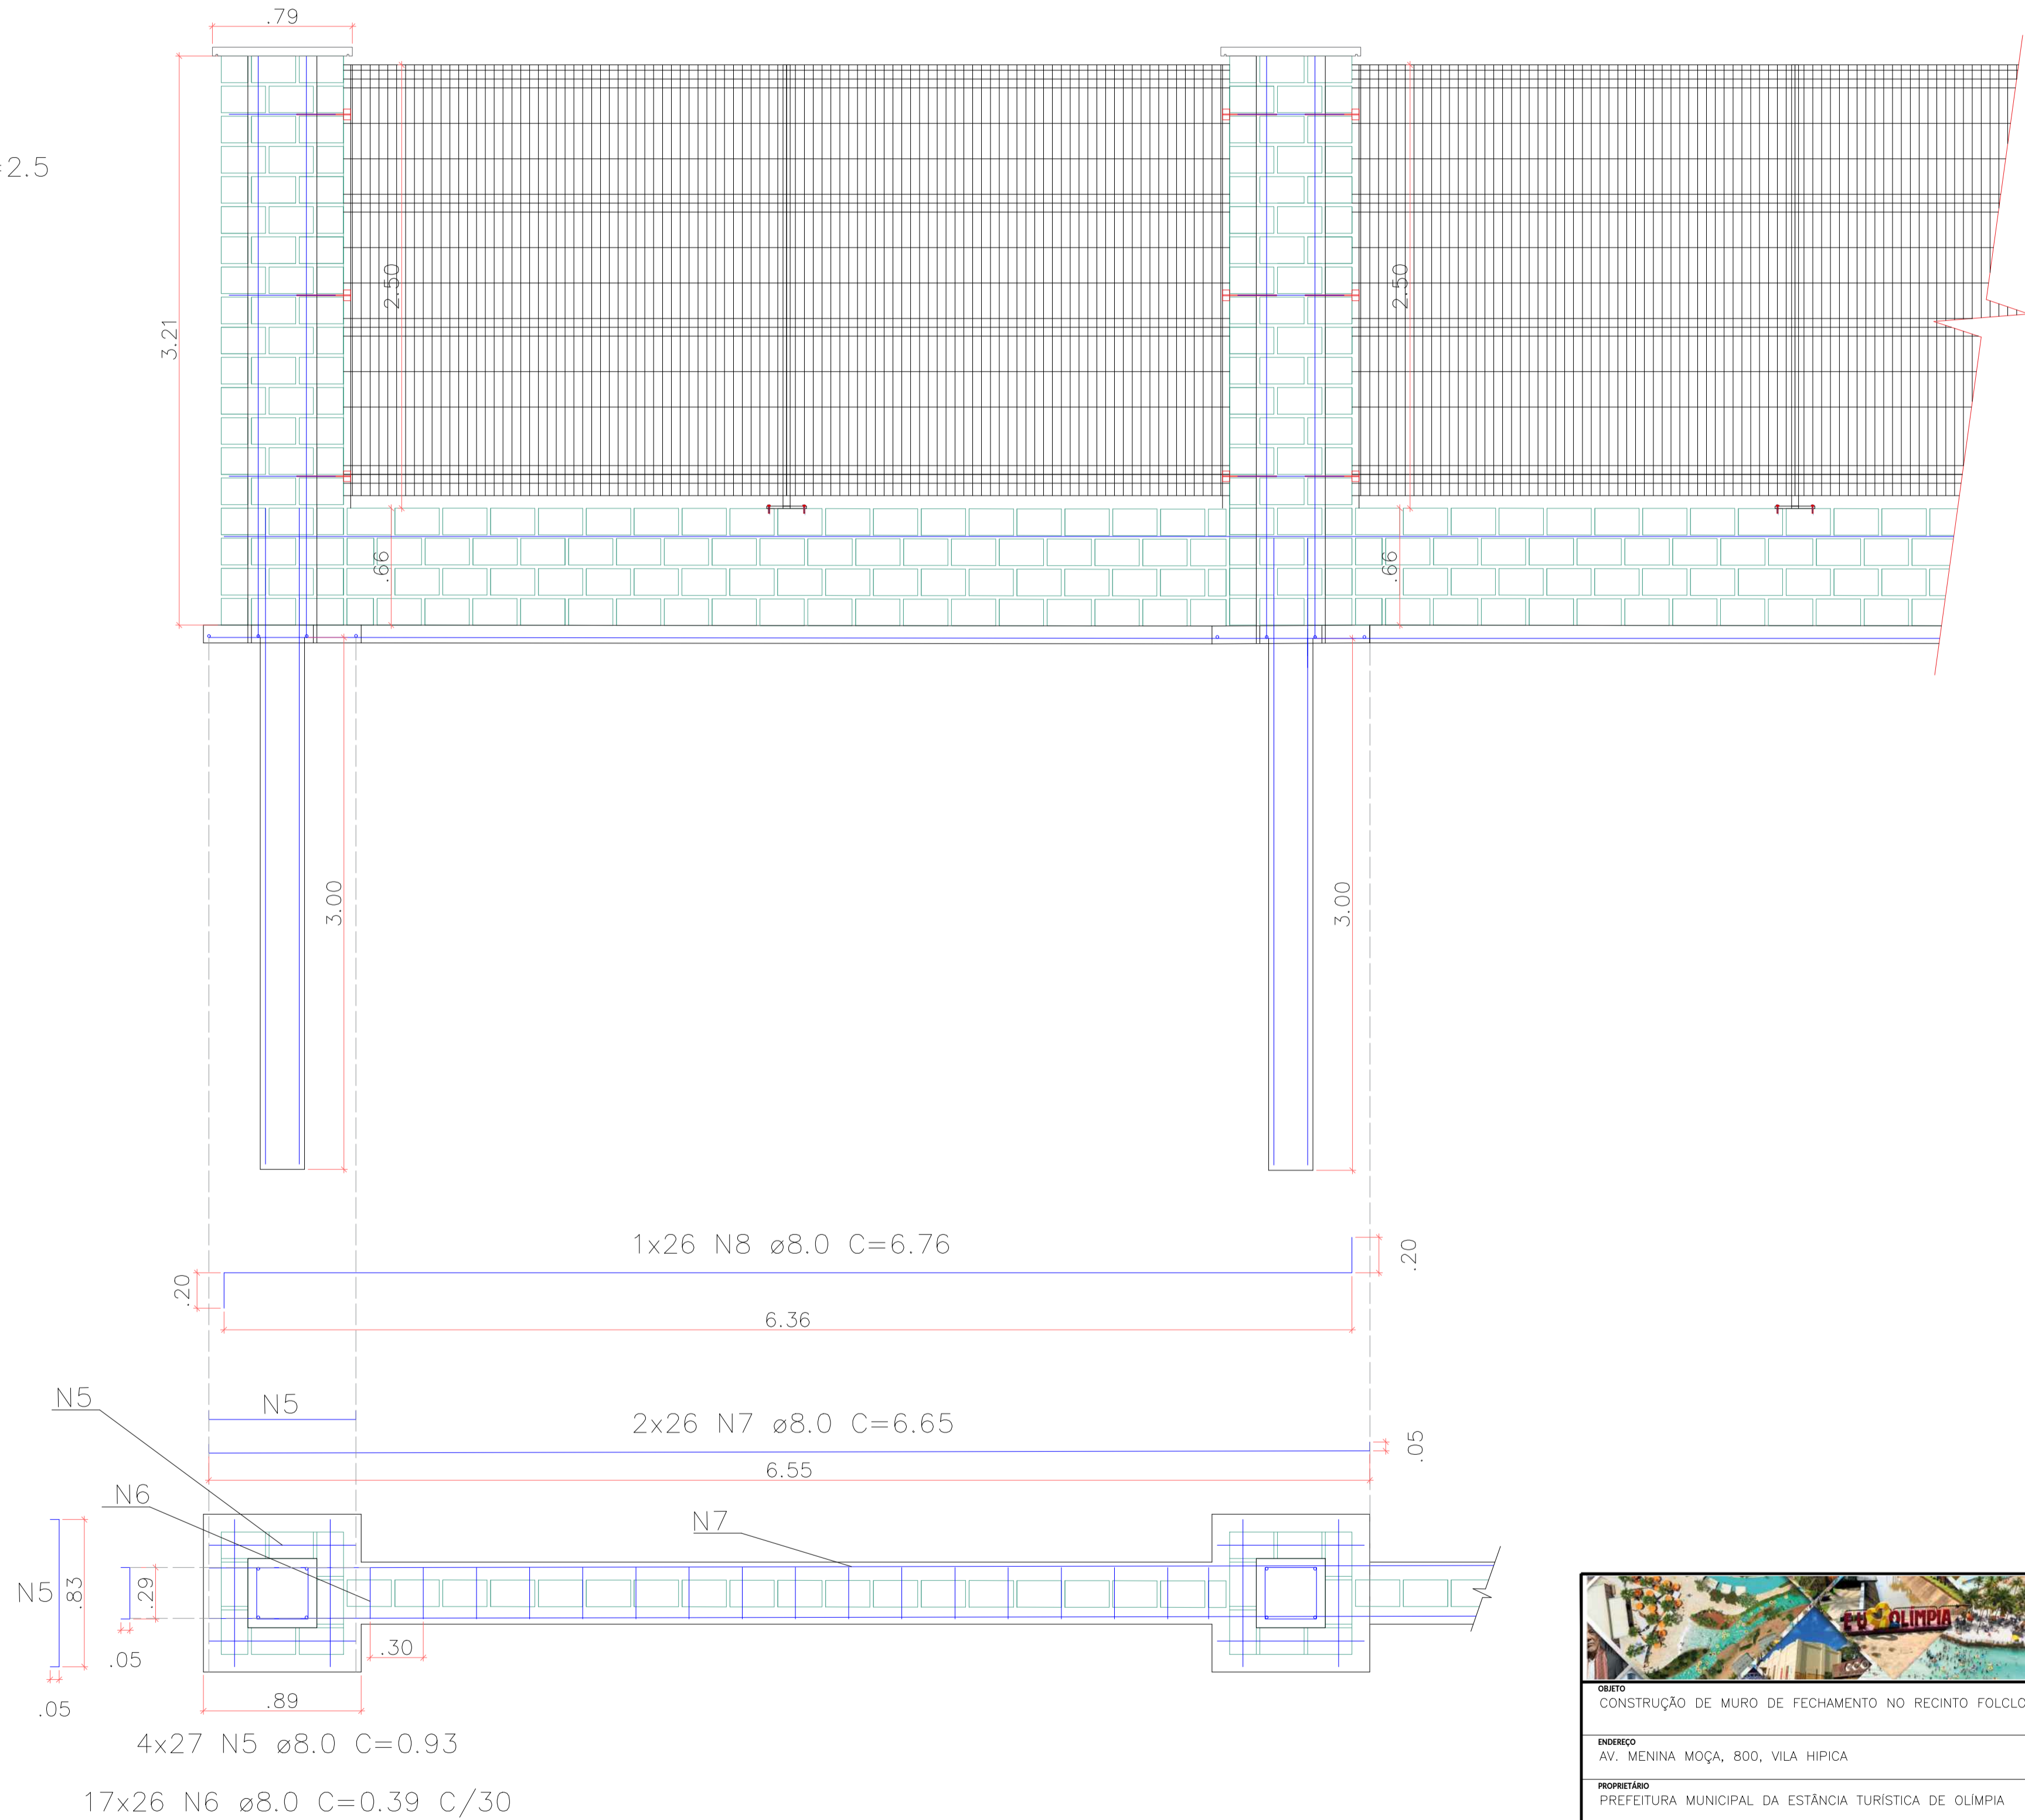 .79
=2.5
3.21
2.50
2.50
.66
.66
3.00
3.00
1x26 N8 ø8.0 C=6.76
.20
.20
6.36
N5
N5
2x26 N7 ø8.0 C=6.65
.05
6.55
N6
N7
N5
.83
.29
.05
.30
.05
.89
4x27 N5 ø8.0 C=0.93
17x26 N6 ø8.0 C=0.39 C/30
OLÍMPIA
OBJETO
CONSTRUÇÃO DE MURO DE FECHAMENTO NO RECINTO FOLCLO
ENDEREÇO
AV. MENINA MOÇA, 800, VILA HIPICA
PROPRIETÁRIO
PREFEITURA MUNICIPAL DA ESTÂNCIA TURÍSTICA DE OLÍMPIA